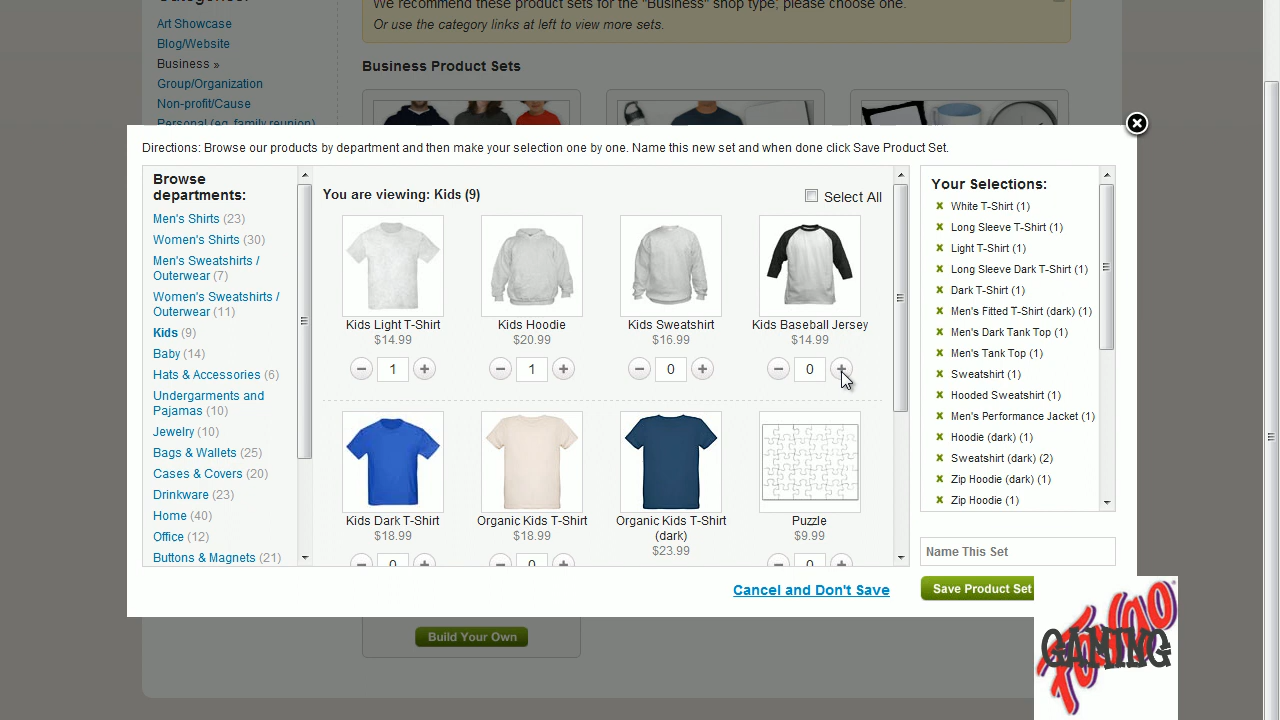 Categories:
We recommend these product sets for the "Business" shop type; please choose one.
Or use the category links at left to view more sets.
Art Showcase
Blog/Website
Business »
Group/Organization
Non-profit/Cause
Personal (eg. family reunion)
Business Product Sets
Directions: Browse our products by department and then make your selection one by one. Name this new set and when done click Save Product Set.
Browse
departments:
Men's Shirts (23)
Women's Shirts (30)
Men's Sweatshirts /
Outerwear (7)
Women's Sweatshirts /
Outerwear (11)
Kids (9)
Baby (14)
Hats & Accessories (6)
Undergarments and
Pajamas (10)
Jewelry (10)
Bags & Wallets (25)
Cases & Covers (20)
Drinkware (23)
Home (40)
Office (12)
Buttons & Magnets (21)
You are viewing: Kids (9)
Select All
Kids Light T-Shirt
$14.99
1
Kids Hoodie
$20.99
1
Kids Sweatshirt
$16.99
0
Kids Baseball Jersey
$14.99
0
Kids Dark T-Shirt
$18.99
0
Organic Kids T-Shirt
$18.99
0
Organic Kids T-Shirt
(dark)
$23.99
Puzzle
$9.99
0
Your Selections:
White T-Shirt (1)
Long Sleeve T-Shirt (1)
Light T-Shirt (1)
Long Sleeve Dark T-Shirt (1)
Dark T-Shirt (1)
Men's Fitted T-Shirt (dark) (1)
Men's Dark Tank Top (1)
Men's Tank Top (1)
Sweatshirt (1)
Hooded Sweatshirt (1)
Men's Performance Jacket (1)
Hoodie (dark) (1)
Sweatshirt (dark) (2)
Zip Hoodie (dark) (1)
Zip Hoodie (1)
Name This Set
Cancel and Don't Save
Save Product Set
Build Your Own
GAMING